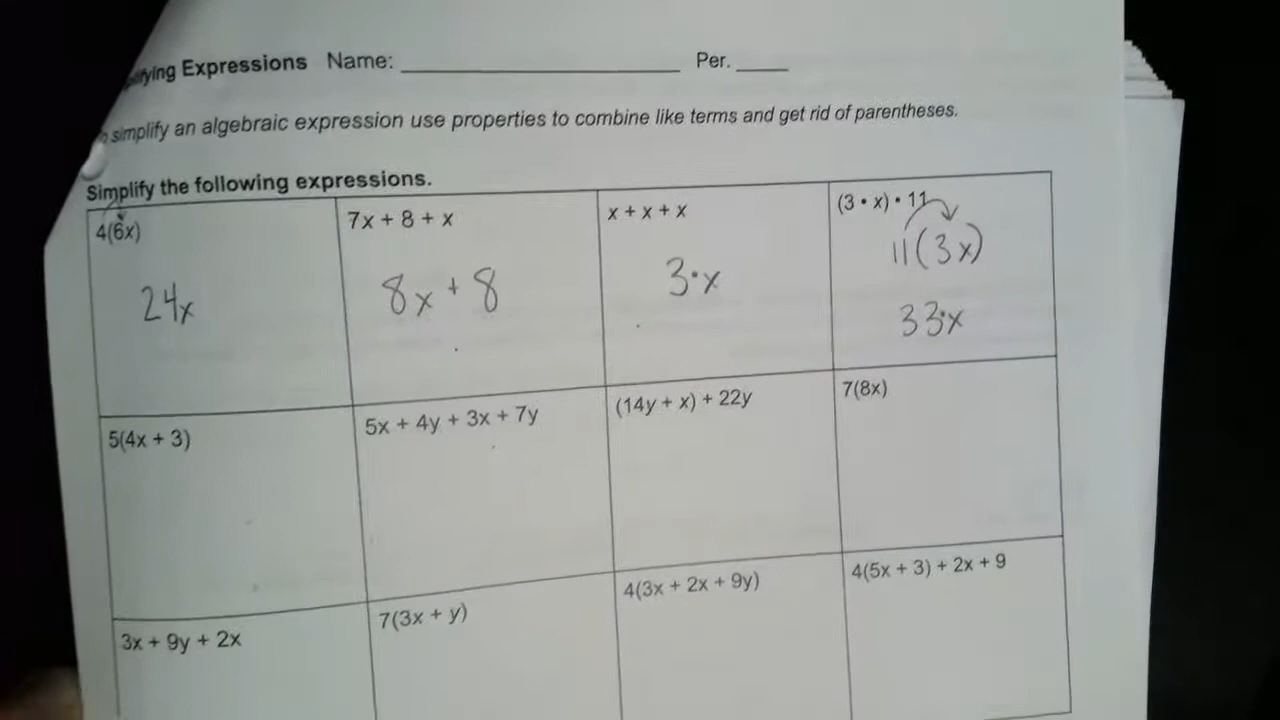 Expressions Name: ____ Per. ____
simplify an algebraic expression use properties to combine like terms and get rid of parentheses.
Simplify the following expressions.
4(6x)
24x
7x + 8 + x
8x + 8
x + x + x
3·x
(3 • x) • 11
11(3x)
33·x
5(4x + 3)
5x + 4y + 3x + 7y
(14y + x) + 22y
7(8x)
3x + 9y + 2x
7(3x + y)
4(3x + 2x + 9y)
4(5x + 3) + 2x + 9